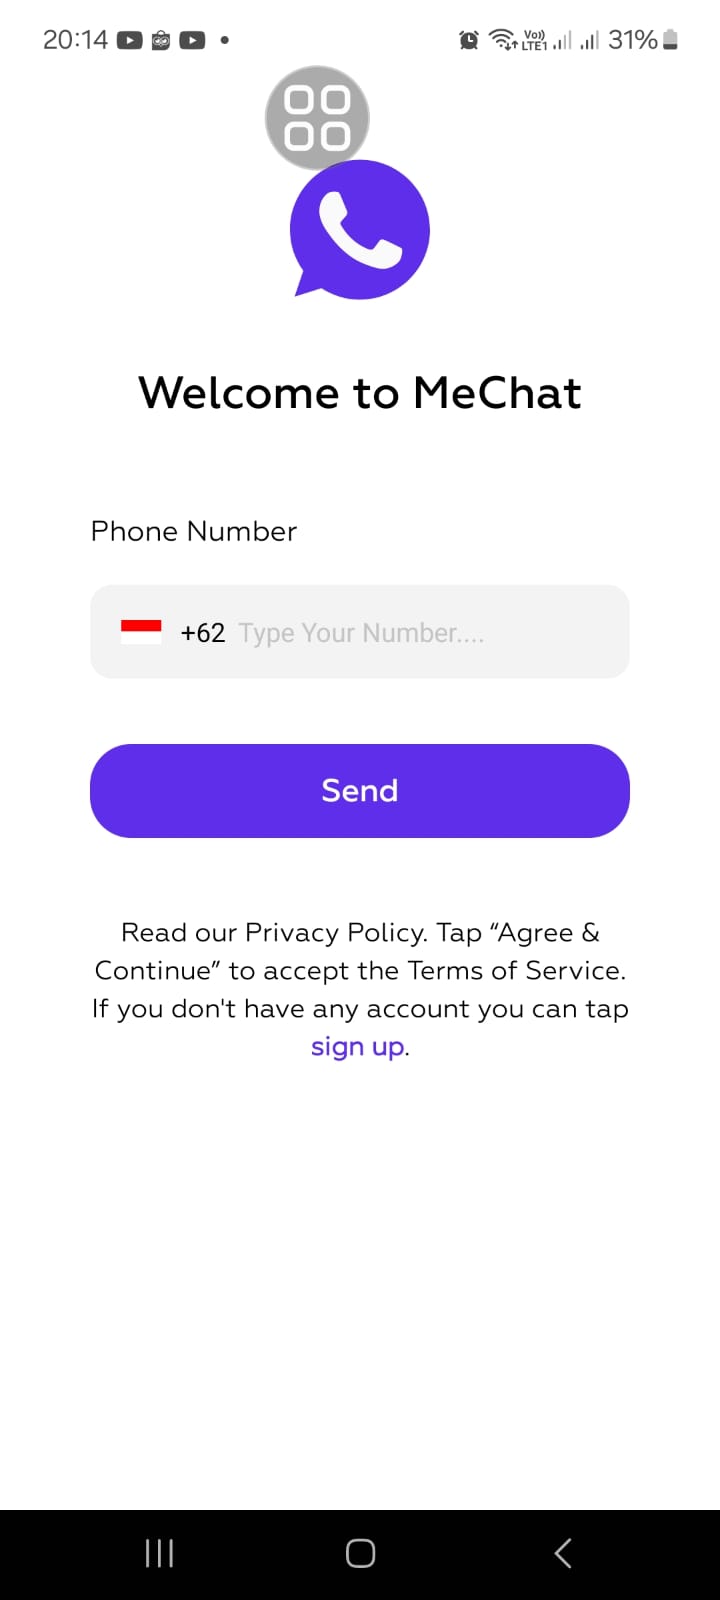 20:14
Vo))
LTE1
31%
Welcome to MeChat
Phone Number
+62 Type Your Number....
Send
Read our Privacy Policy. Tap “Agree &
Continue” to accept the Terms of Service.
If you don't have any account you can tap
sign up.